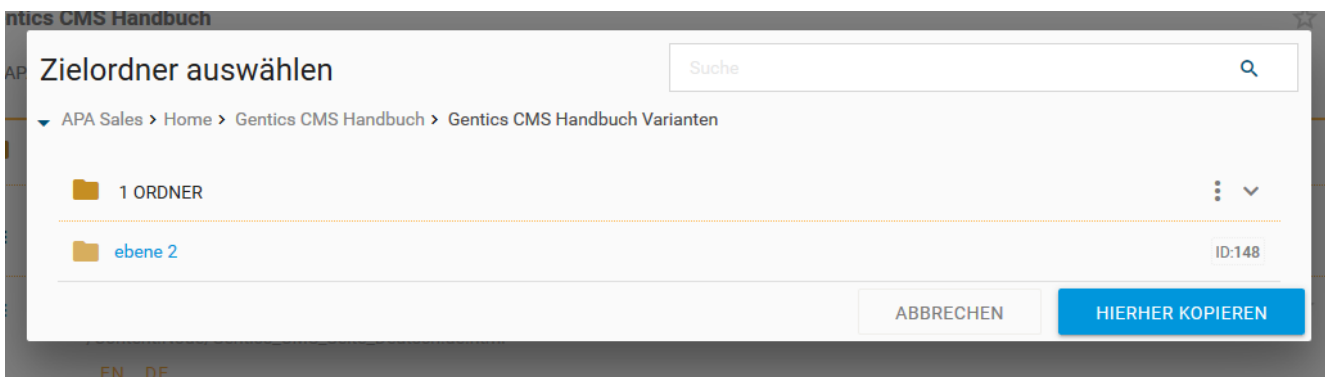 ntics CMS Handbuch
AP
Zielordner auswählen
Suche
APA Sales > Home > Gentics CMS Handbuch > Gentics CMS Handbuch Varianten
1 ORDNER
ebene 2
ID:148
ABBRECHEN
HIERHER KOPIEREN
EN DE